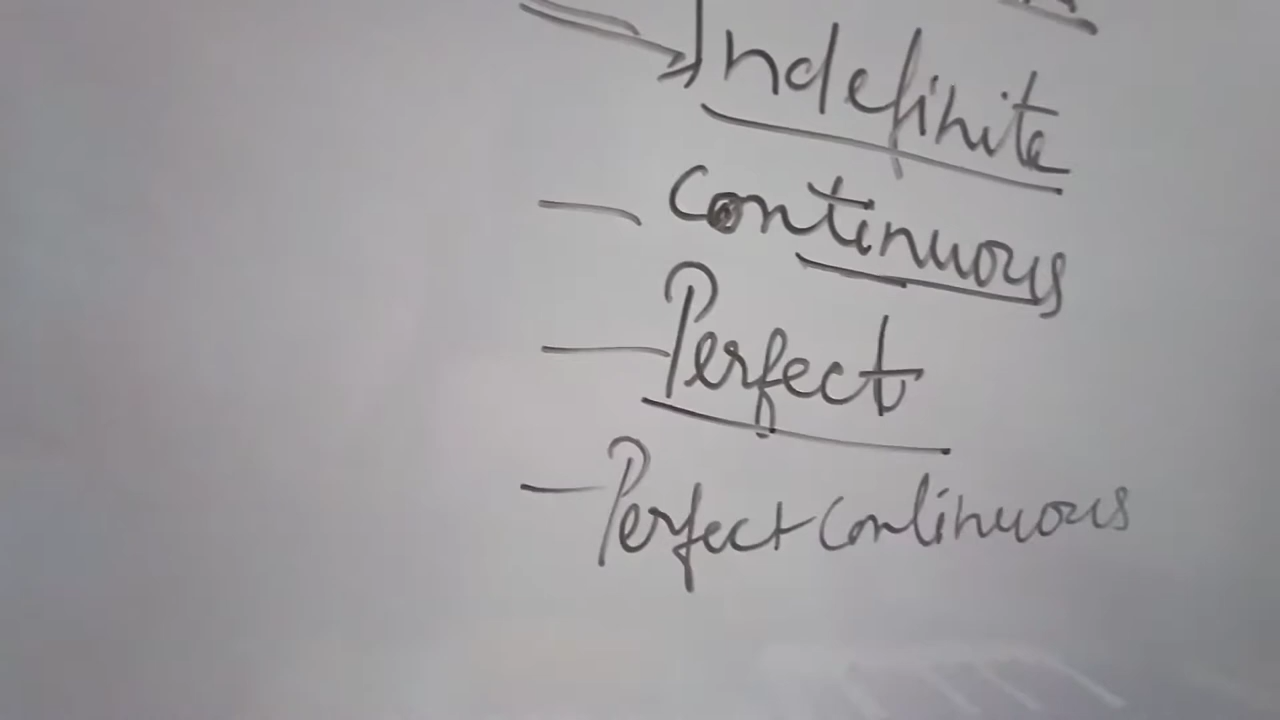 Indefinite
— Continuous
— Perfect
— Perfect continuous